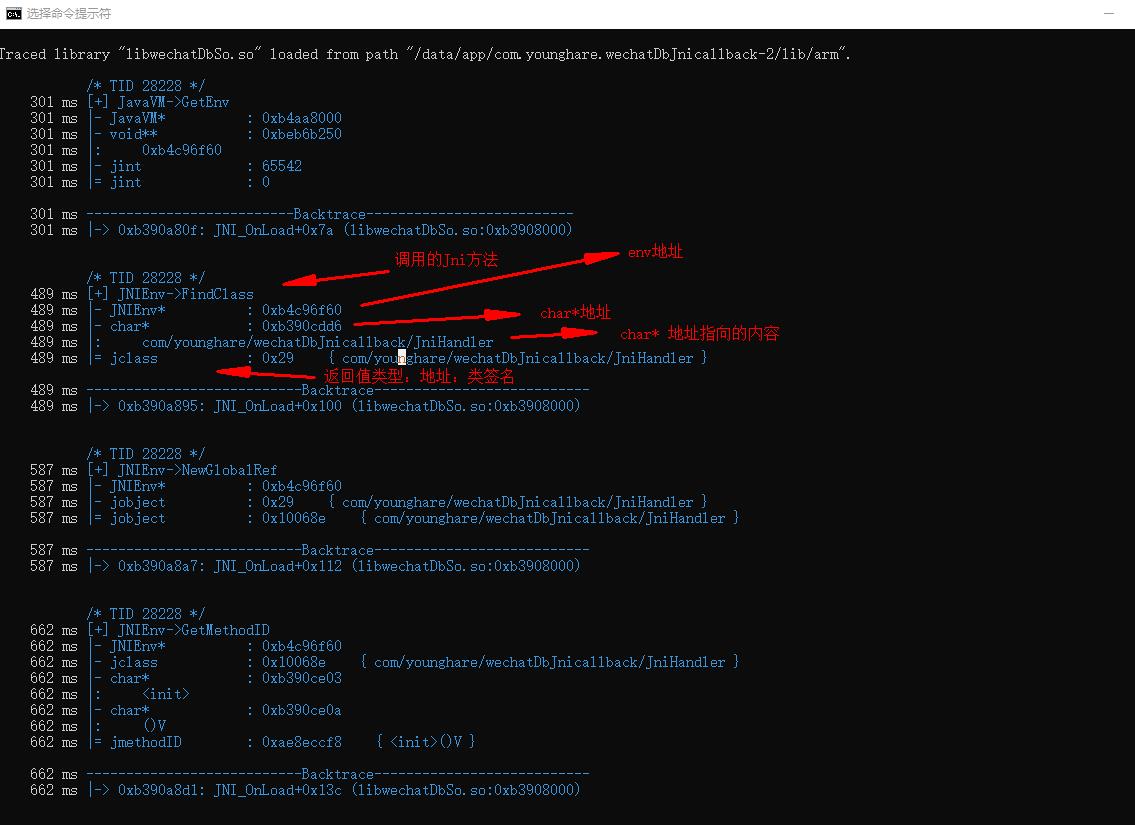 选择命令提示符
Traced library "libwechatDbSo.so" loaded from path "/data/app/com.younghare.wechatDbJnicallback-2/lib/arm".
/* TID 28228 */
301 ms [+] JavaVM->GetEnv
301 ms |- JavaVM* : 0xb4aa8000
301 ms |- void** : 0xbeb6b250
301 ms |: 0xb4c96f60
301 ms |- jint : 65542
301 ms |= jint : 0
301 ms --------------------------Backtrace--------------------------
301 ms |-> 0xb390a80f: JNI_OnLoad+0x7a (libwechatDbSo.so:0xb3908000)
调用的Jni方法
env地址
/* TID 28228 */
489 ms [+] JNIEnv->FindClass
489 ms |- JNIEnv* : 0xb4c96f60
char*地址
489 ms |- char* : 0xb390cdd6
char* 地址指向的内容
489 ms |: com/younghare/wechatDbJnicallback/JniHandler
489 ms |= jclass : 0x29 { com/younghare/wechatDbJnicallback/JniHandler }
返回值类型：地址：类签名
489 ms ---------------------------Backtrace---------------------------
489 ms |-> 0xb390a895: JNI_OnLoad+0x100 (libwechatDbSo.so:0xb3908000)
/* TID 28228 */
587 ms [+] JNIEnv->NewGlobalRef
587 ms |- JNIEnv* : 0xb4c96f60
587 ms |- jobject : 0x29 { com/younghare/wechatDbJnicallback/JniHandler }
587 ms |= jobject : 0x10068e { com/younghare/wechatDbJnicallback/JniHandler }
587 ms ---------------------------Backtrace---------------------------
587 ms |-> 0xb390a8a7: JNI_OnLoad+0x112 (libwechatDbSo.so:0xb3908000)
/* TID 28228 */
662 ms [+] JNIEnv->GetMethodID
662 ms |- JNIEnv* : 0xb4c96f60
662 ms |- jclass : 0x10068e { com/younghare/wechatDbJnicallback/JniHandler }
662 ms |- char* : 0xb390ce03
662 ms |: <init>
662 ms |- char* : 0xb390ce0a
662 ms |: ()V
662 ms |= jmethodID : 0xae8eccf8 { <init>()V }
662 ms ---------------------------Backtrace---------------------------
662 ms |-> 0xb390a8d1: JNI_OnLoad+0x13c (libwechatDbSo.so:0xb3908000)